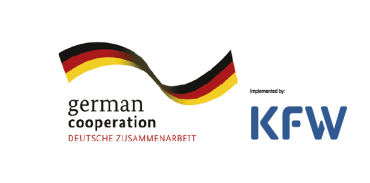 german
cooperation
DEUTSCHE ZUSAMMENARBEIT
Implemented by:
KFW